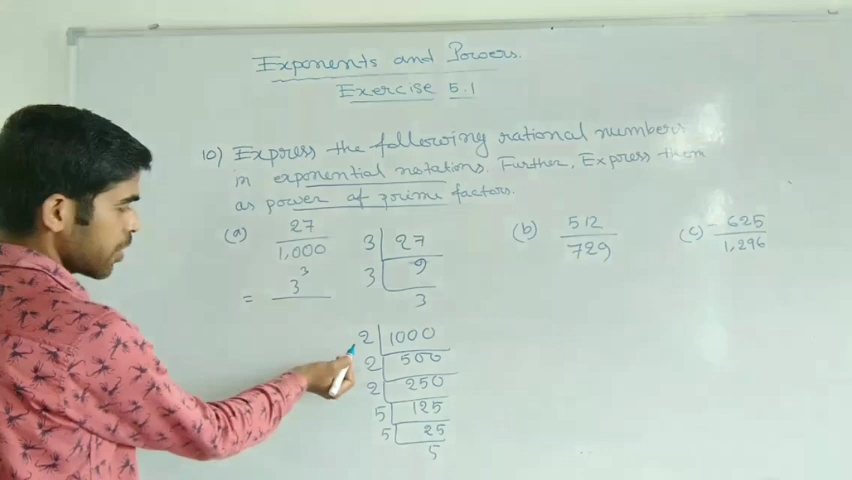 Exponents and Powers.
Exercise 5.1
10) Express the following rational numbers
in exponential notations. Further, Express them
as power of prime factors.
(a) 27/1,000
(b) 512/729
(c) -625/1,296
= 3³
3 | 27
3 | 9
3
2 | 1000
2 | 500
2 | 250
5 | 125
5 | 25
5